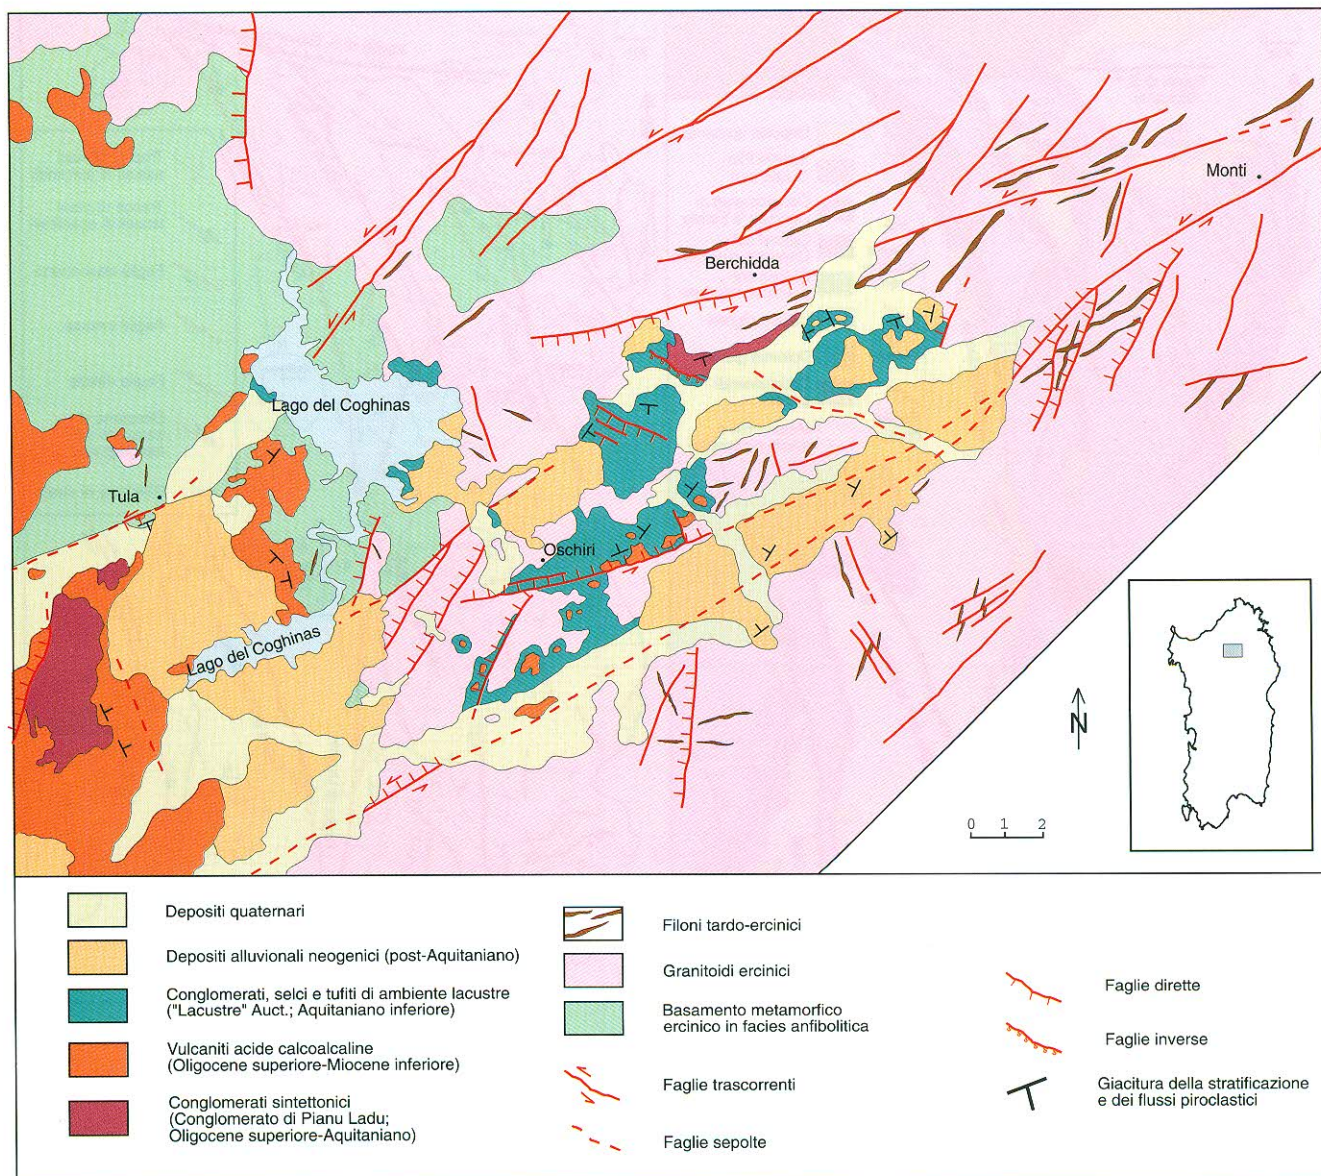 Monti
Berchidda
Lago del Coghinas
Tula
Oschiri
Lago del Coghinas
N
0 1 2
Depositi quaternari
Depositi alluvionali neogenici (post-Aquitaniano)
Conglomerati, selci e tufiti di ambiente lacustre
("Lacustre" Auct.; Aquitaniano inferiore)
Vulcaniti acide calcoalcaline
(Oligocene superiore-Miocene inferiore)
Conglomerati sintettonici
(Conglomerato di Pianu Ladu;
Oligocene superiore-Aquitaniano)
Filoni tardo-ercinici
Granitoidi ercinici
Basamento metamorfico
ercinico in facies anfibolitica
Faglie trascorrenti
Faglie sepolte
Faglie dirette
Faglie inverse
Giacitura della stratificazione
e dei flussi piroclastici